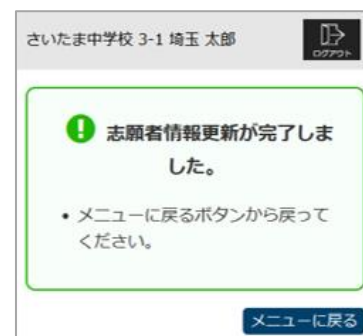 さいたま中学校 3-1 埼玉 太郎
ログアウト
志願者情報更新が完了しま
した。
• メニューに戻るボタンから戻って
ください。
メニューに戻る